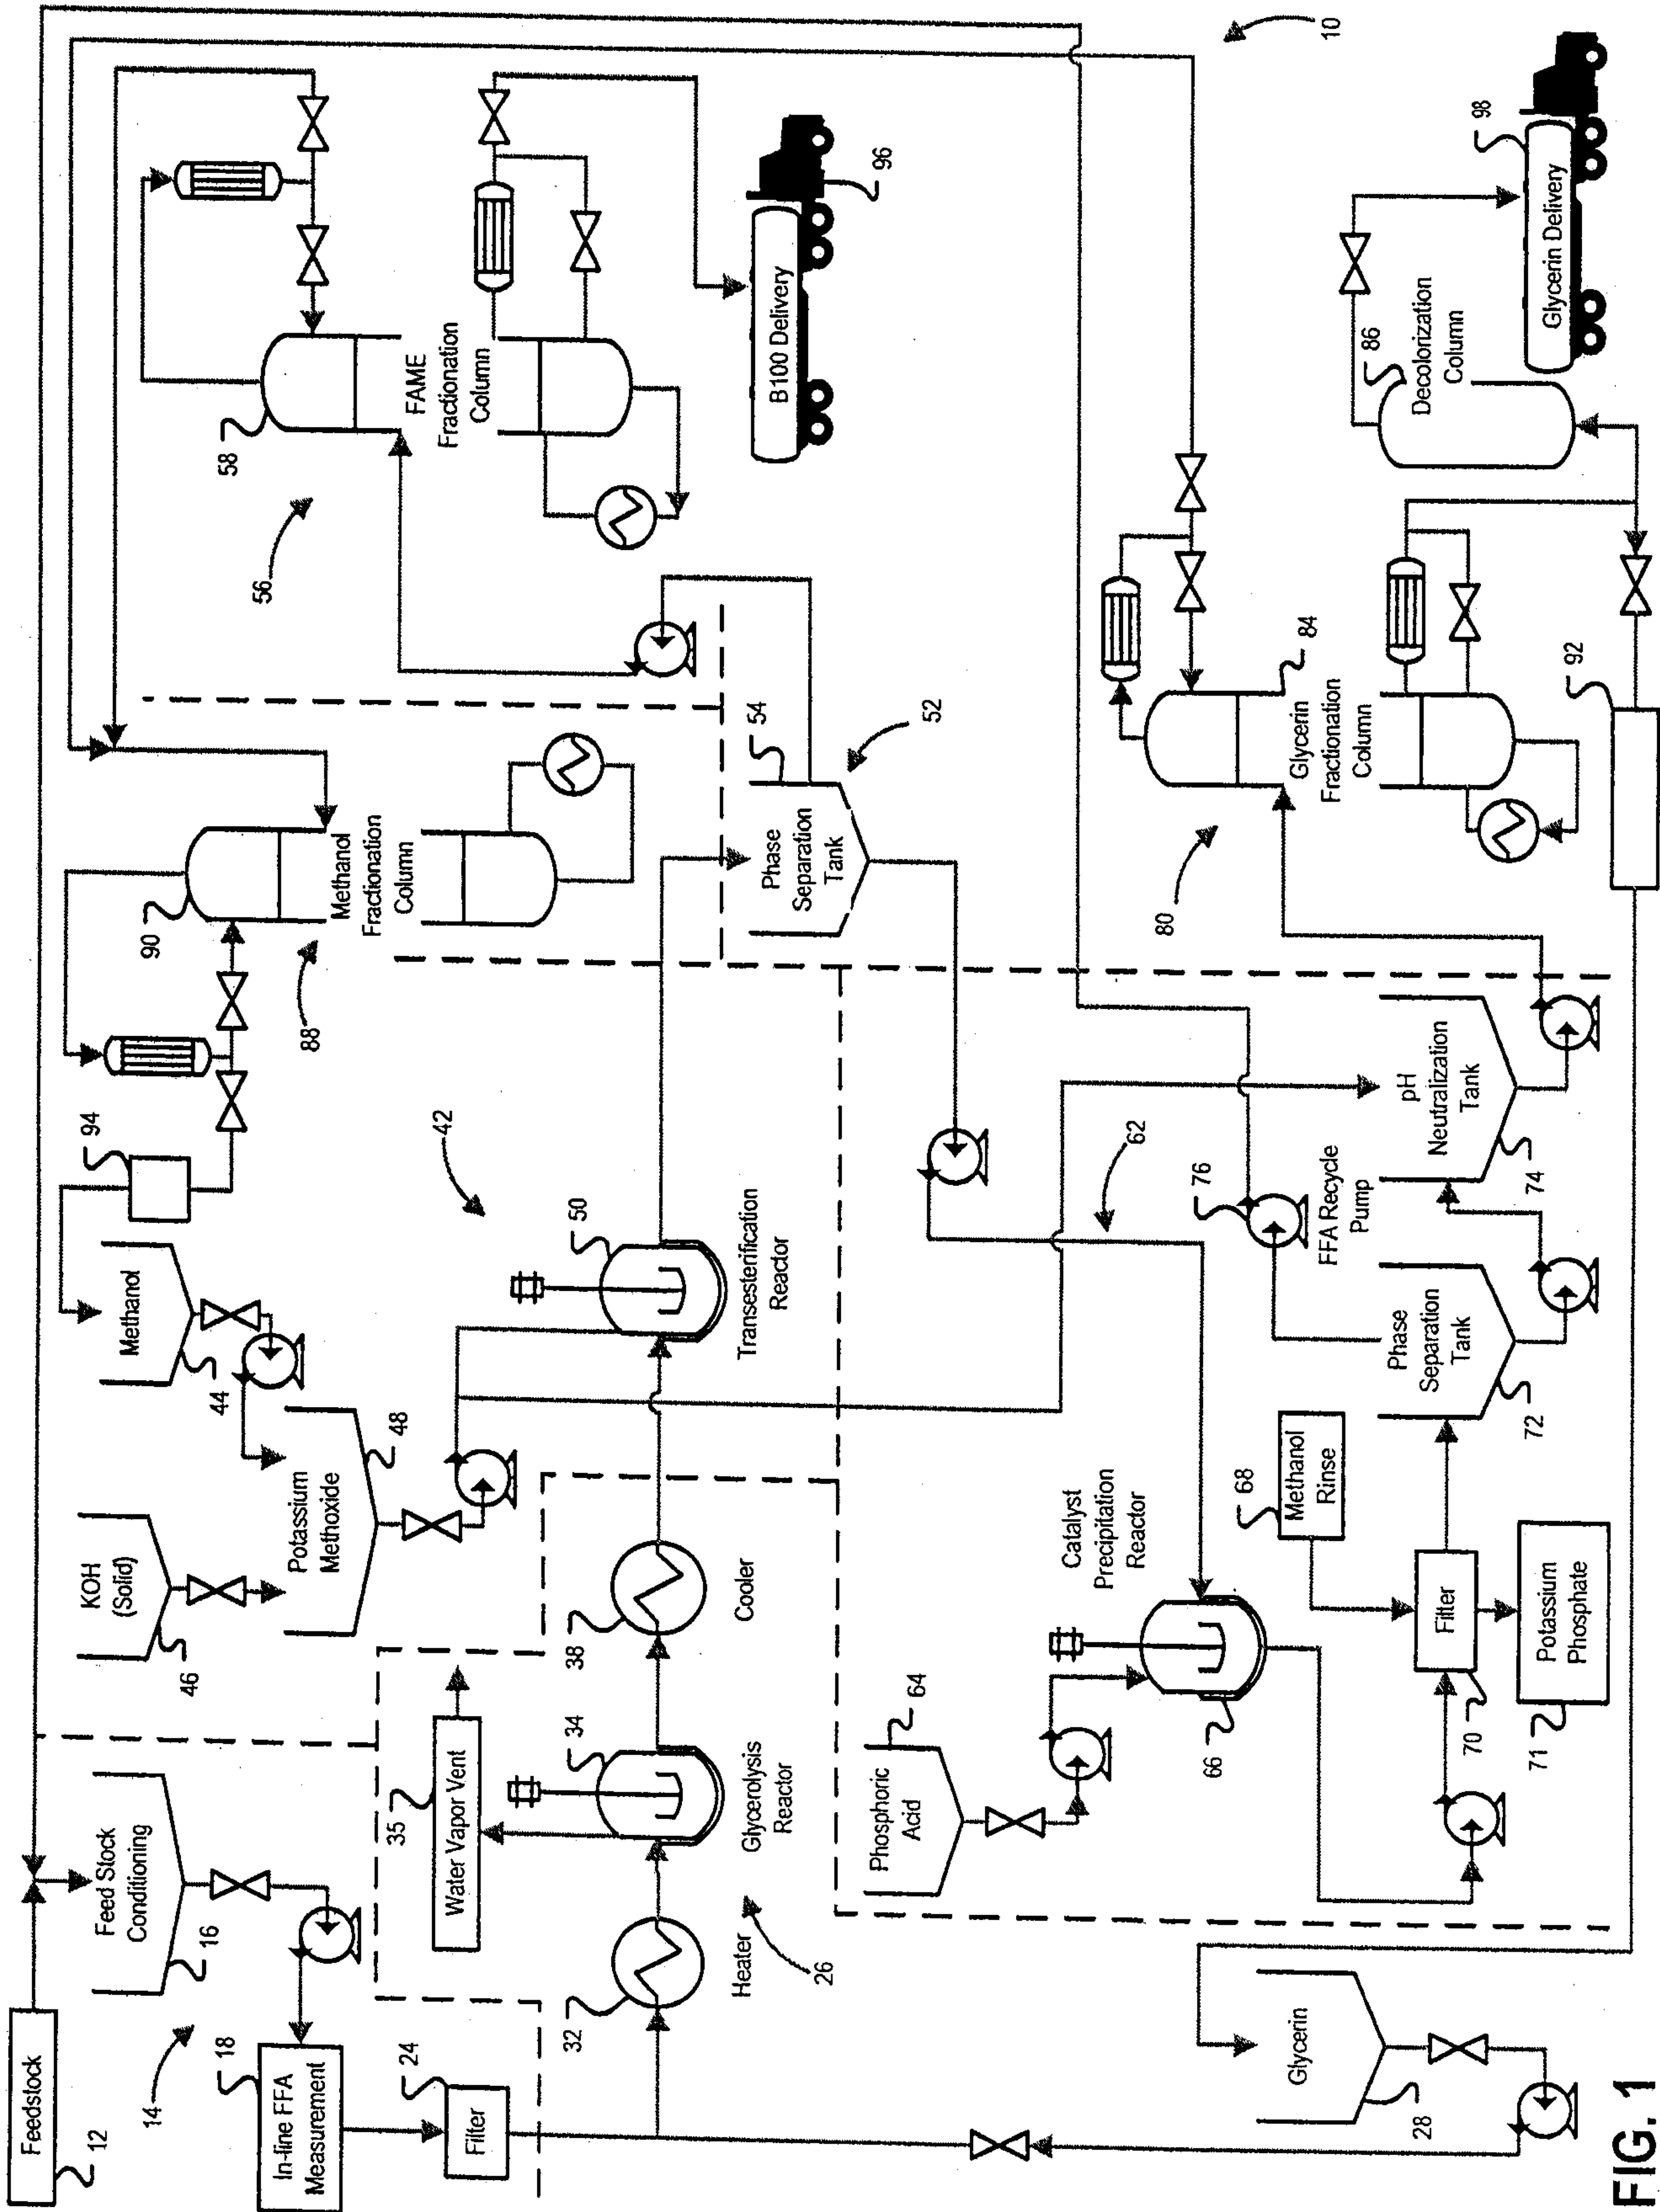 Feedstock
12
14
Feed Stock
Conditioning
16
In-line FFA
Measurement
18
Filter
24
KOH
(Solid)
46
Methanol
44
94
Potassium
Methoxide
48
42
90
Methanol
Fractionation
Column
88
58
FAME
Fractionation
Column
56
B100 Delivery
96
10
Water Vapor Vent
35
32
Heater
26
34
Glycerolysis
Reactor
38
Cooler
50
Transesterification
Reactor
54
Phase
Separation
Tank
52
62
Phosphoric
Acid
64
Catalyst
Precipitation
Reactor
66
68
Methanol
Rinse
Filter
70
Potassium
Phosphate
71
Phase
Separation
Tank
72
76
FFA Recycle
Pump
pH
Neutralization
Tank
74
80
Glycerin
Fractionation
Column
84
92
86
Decolorization
Column
98
Glycerin Delivery
Glycerin
28
FIG. 1